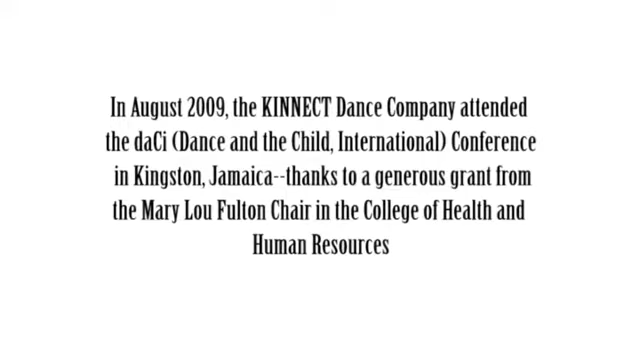 In August 2009, the KINNECT Dance Company attended
the daCi (Dance and the Child, International) Conference
in Kingston, Jamaica--thanks to a generous grant from
the Mary Lou Fulton Chair in the College of Health and
Human Resources